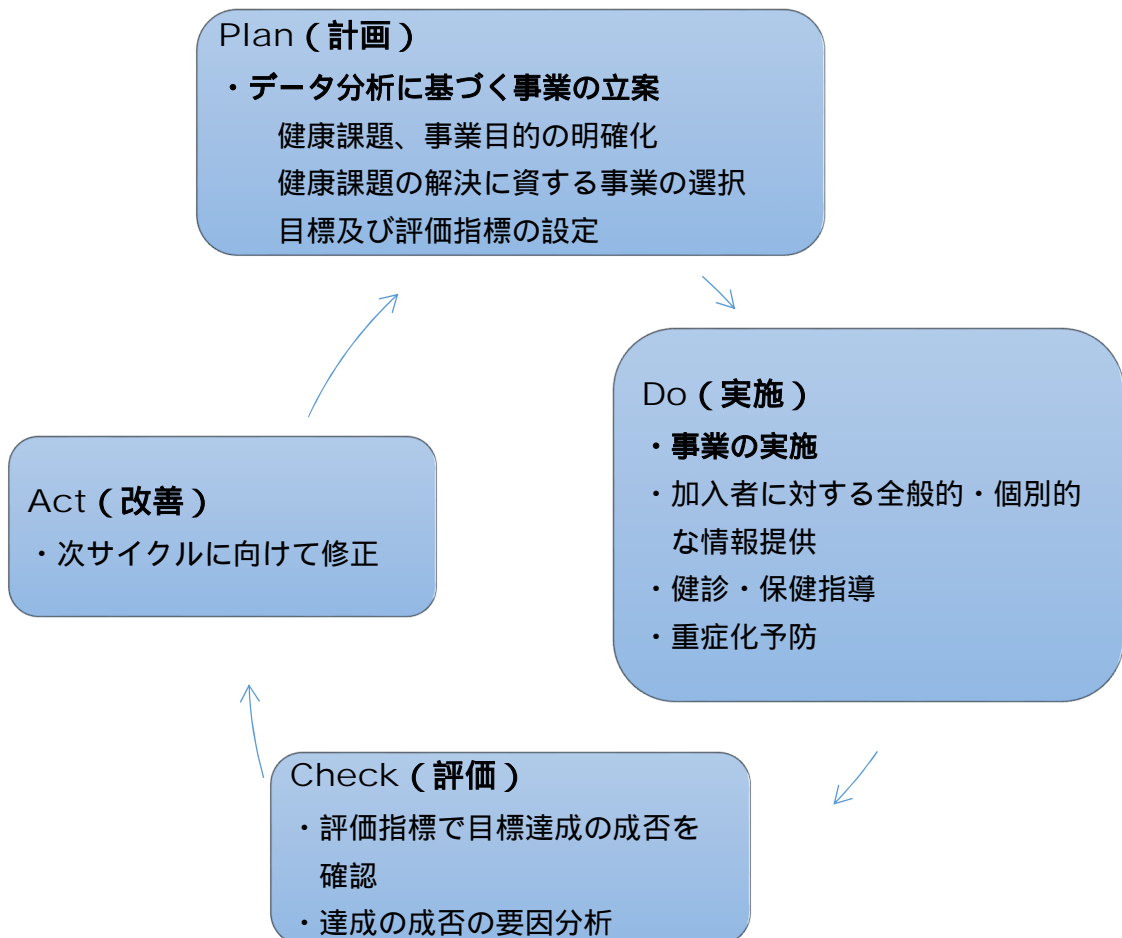 Plan（計画）
・データ分析に基づく事業の立案
健康課題、事業目的の明確化
健康課題の解決に資する事業の選択
目標及び評価指標の設定
Do（実施）
・事業の実施
・加入者に対する全般的・個別的
な情報提供
・健診・保健指導
・重症化予防
Check（評価）
・評価指標で目標達成の成否を
確認
・達成の成否の要因分析
Act（改善）
・次サイクルに向けて修正